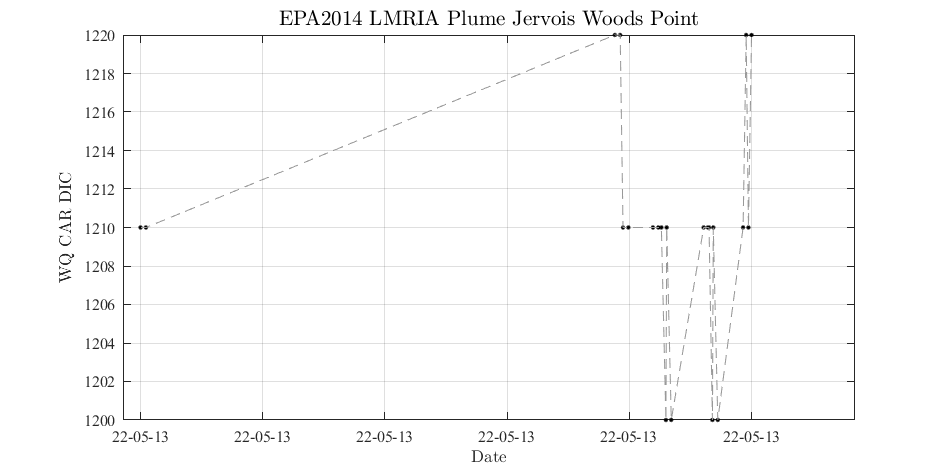 EPA2014 LMRIA Plume Jervois Woods Point
1220
1218
1216
1214
1212
1210
1208
1206
1204
1202
1200
WQ CAR DIC
22-05-13 22-05-13 22-05-13 22-05-13 22-05-13 22-05-13
Date